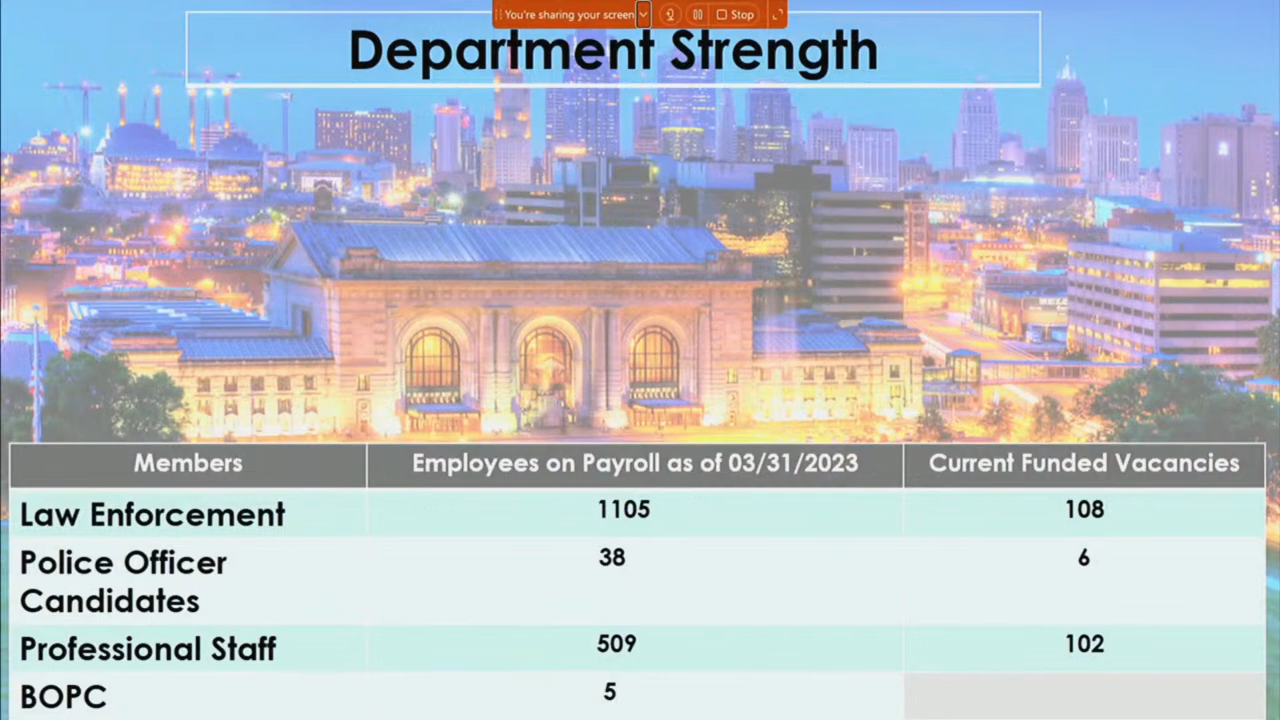 You're sharing your screen Stop
Department Strength
Members Employees on Payroll as of 03/31/2023 Current Funded Vacancies
Law Enforcement 1105 108
Police Officer 38 6
Candidates
Professional Staff 509 102
BOPC 5